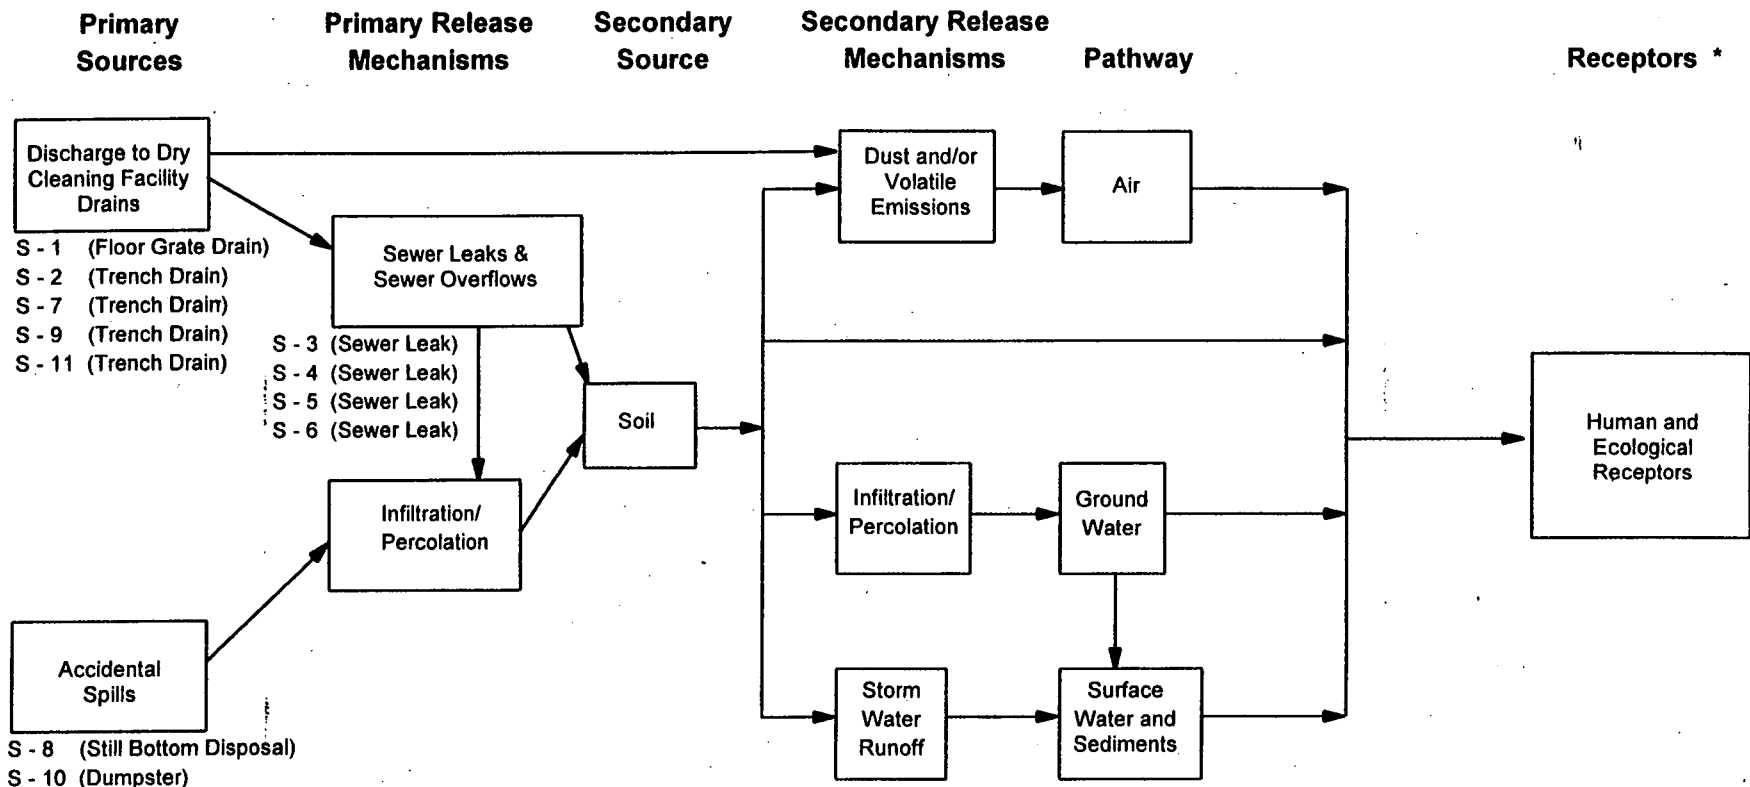 Primary
Sources
Primary Release
Mechanisms
Secondary
Source
Secondary Release
Mechanisms
Pathway
Receptors *
Discharge to Dry
Cleaning Facility
Drains
S - 1 (Floor Grate Drain)
S - 2 (Trench Drain)
S - 7 (Trench Drain)
S - 9 (Trench Drain)
S - 11 (Trench Drain)
Sewer Leaks &
Sewer Overflows
S - 3 (Sewer Leak)
S - 4 (Sewer Leak)
S - 5 (Sewer Leak)
S - 6 (Sewer Leak)
Infiltration/
Percolation
Accidental
Spills
S - 8 (Still Bottom Disposal)
S - 10 (Dumpster)
Soil
Dust and/or
Volatile
Emissions
Air
Infiltration/
Percolation
Ground
Water
Storm
Water
Runoff
Surface
Water and
Sediments
Human and
Ecological
Receptors